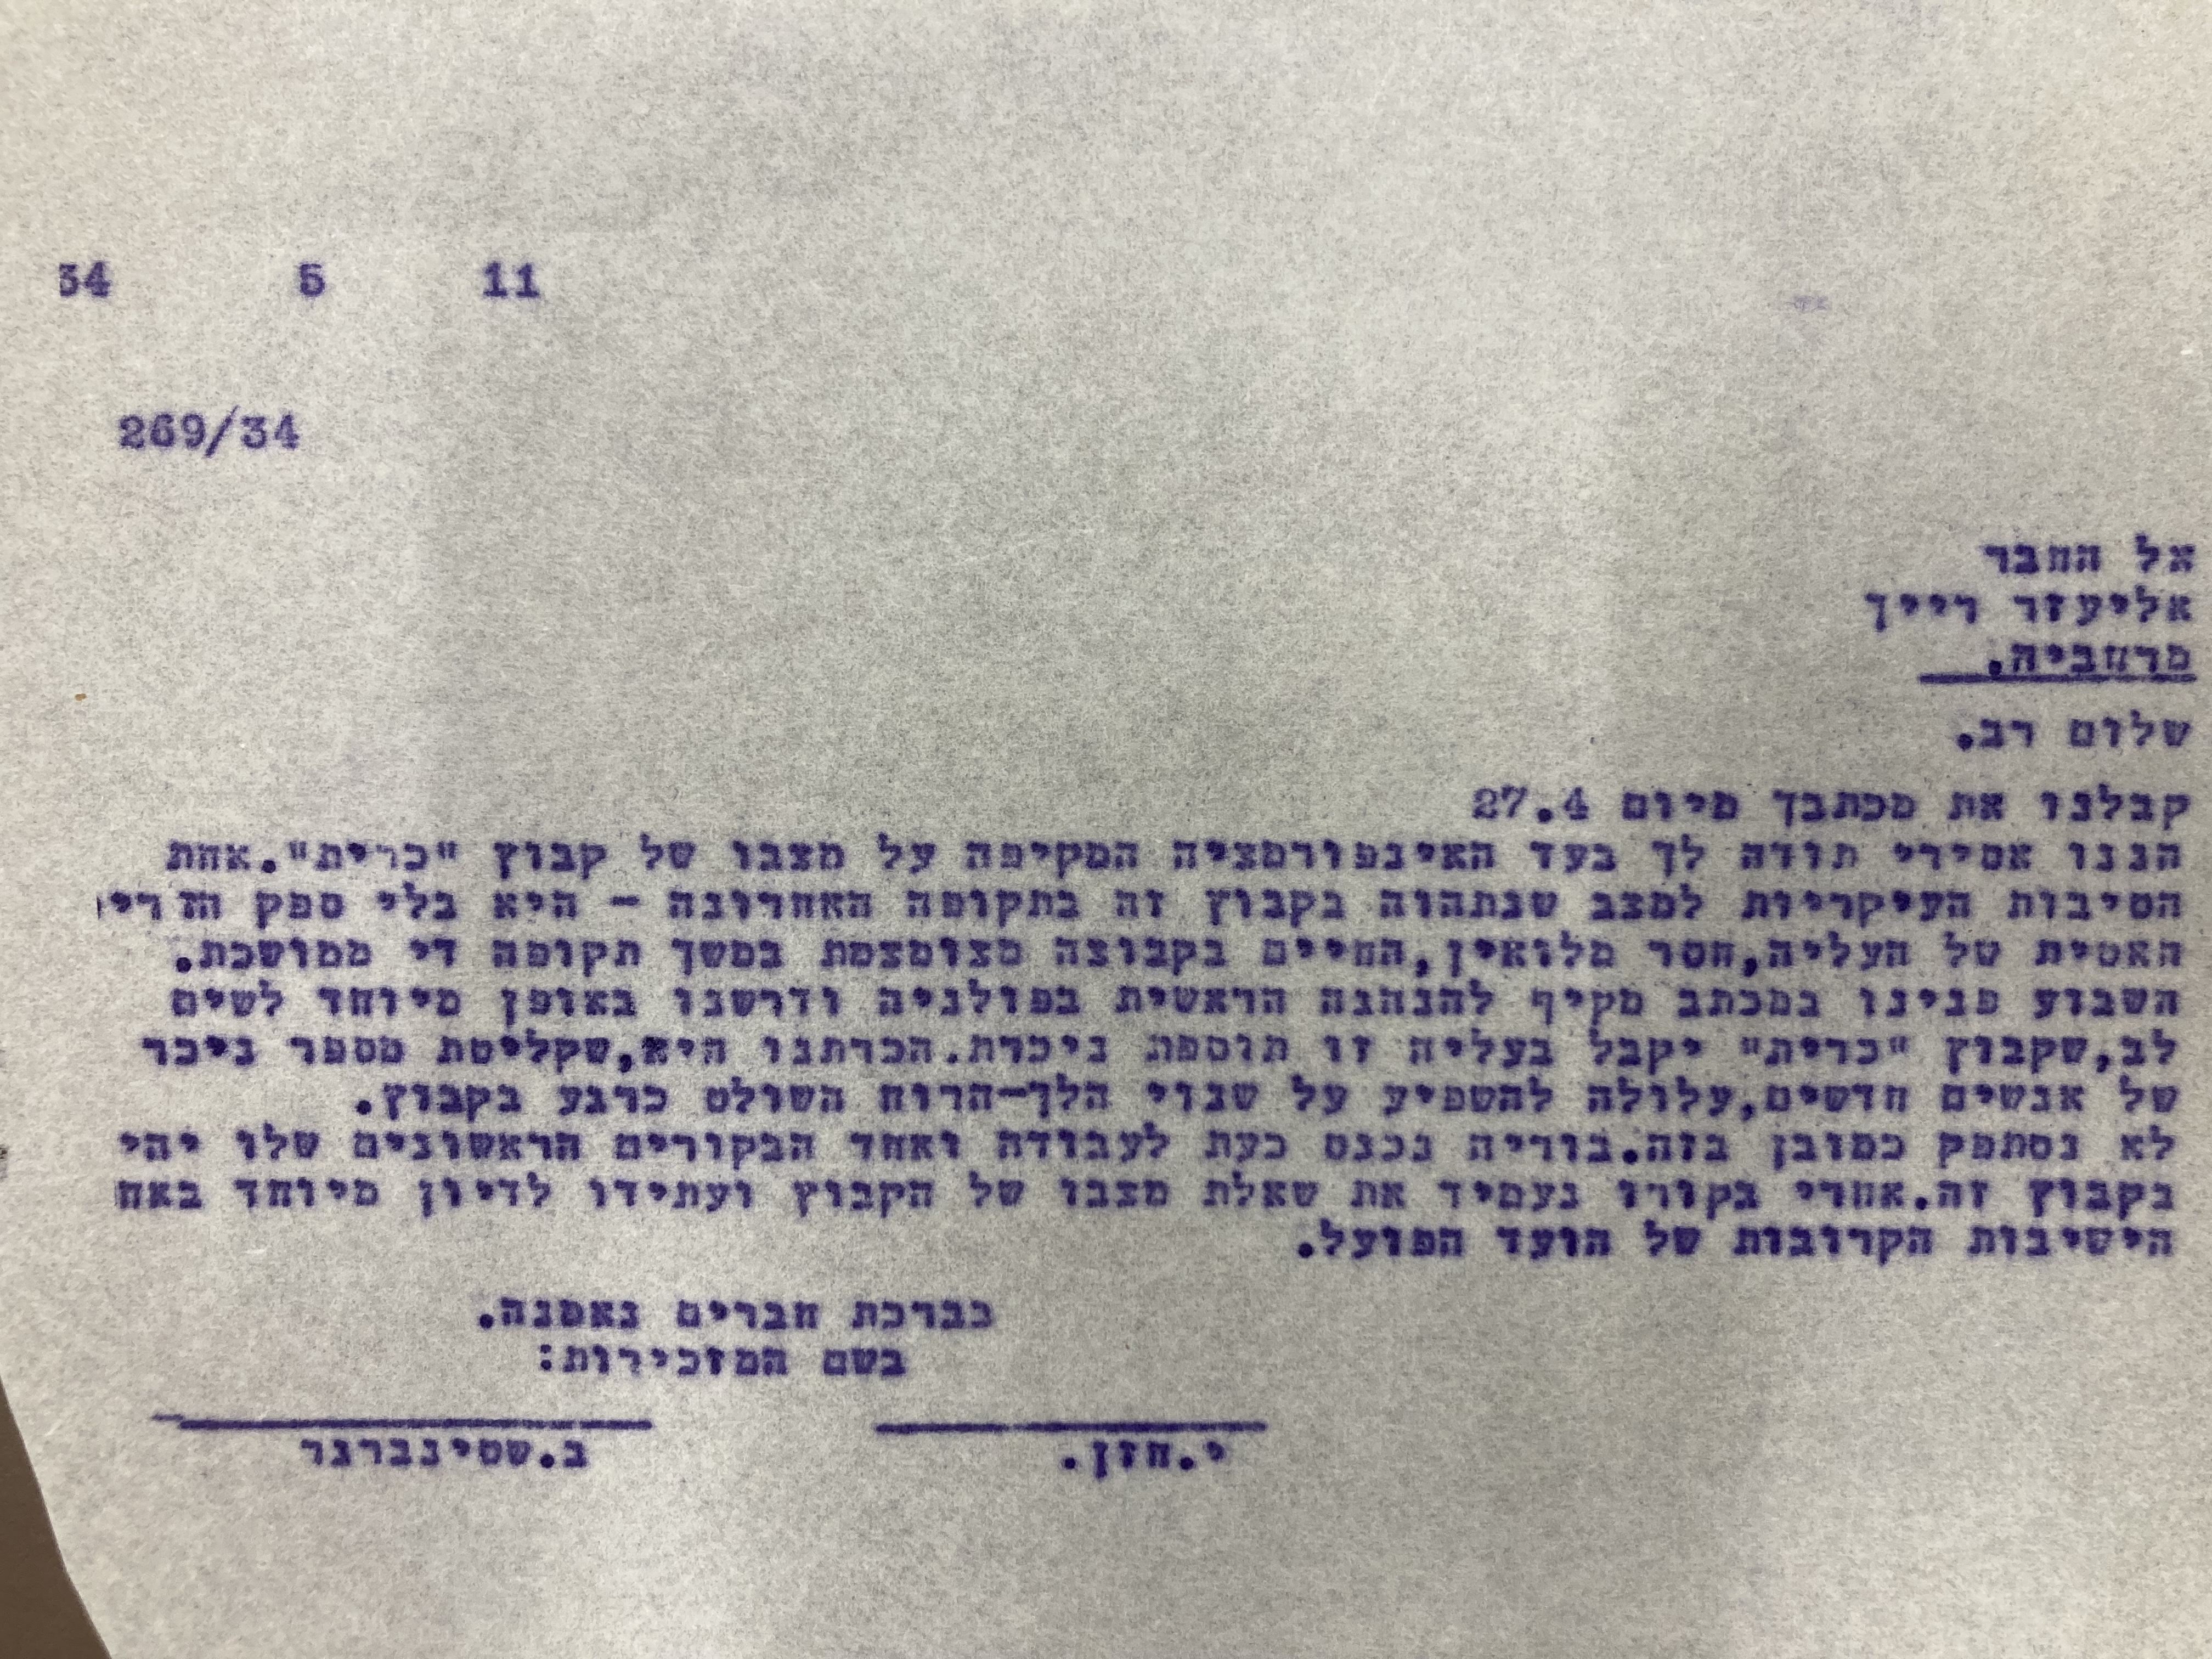 11 5 34
269/34
אל החבר
אליעזר רייך
מרחביה.
שלום רב.
קבלנו את מכתבך מיום 27.4
הננו אסירי תודה לך בעד האינפורמציה המקיפה על מצבו של קבוץ "כרית".אחת
הסיבות העיקריות למצב שנתהוה בקבוץ זה בתקופה האחרונה - היא בלי ספק
האטית של העליה,חסר מלואין,החיים בקבוצה מצומצמת במשך תקופה די ממושכת.
השבוע פנינו במכתב מקיף להנהגה הראשית בפולניה ודרשנו באופן מיוחד לשים
לב,שקבוץ "כרית" יקבל בעליה זו תוספת ניכרת.הכרתנו היא,שקליטת מספר ניכר
של אנשים חדשים,עלולה להשפיע על שנוי הלך-הרוח השולט כרגע בקבוץ.
לא נסתפק כמובן בזה.בוריה נכנס כעת לעבודה ואחד הבקורים הראשונים שלו יהי
בקבוץ זה.אחרי בקורו נעמיד את שאלת מצבו של הקבוץ ועתידו לדיון מיוחד באח
הישיבות הקרובות של הועד הפועל.
בברכת חברים נאמנה.
בשם המזכירות:
י.חזן. ב.שטינברגר